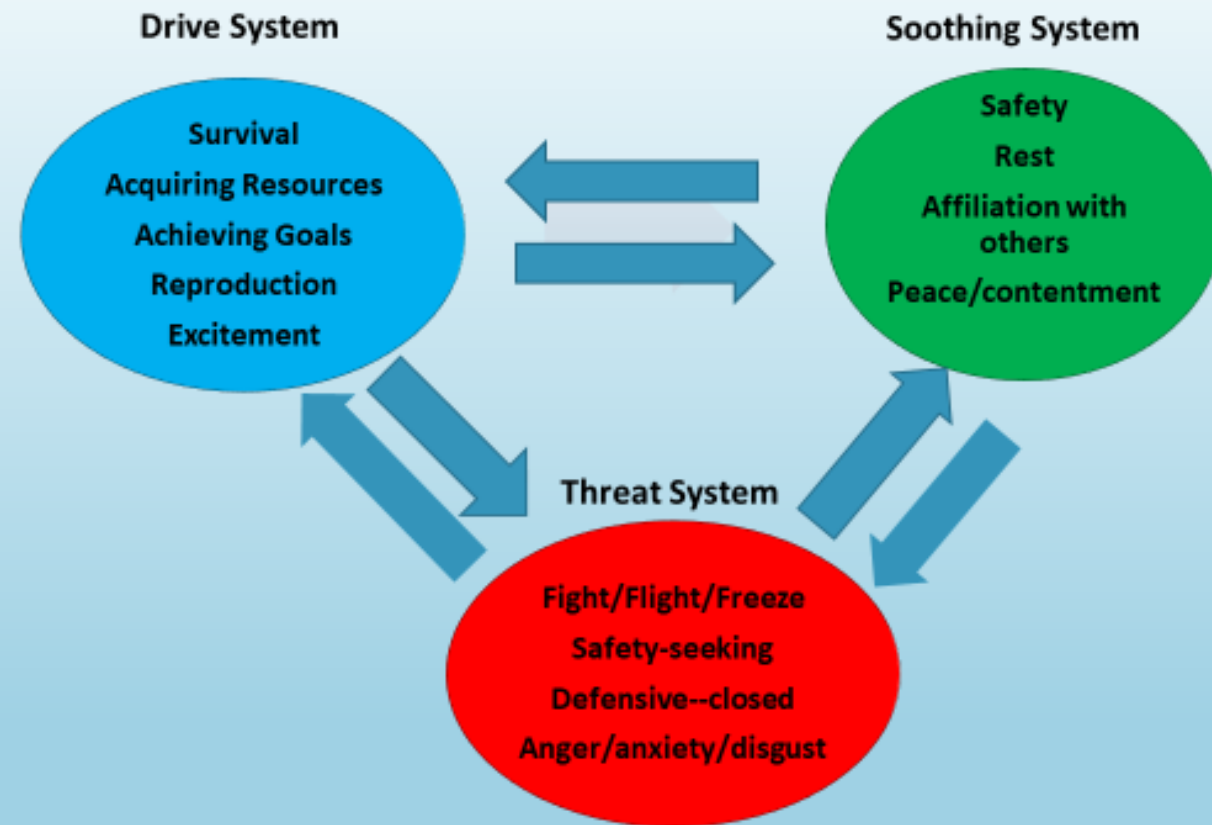 Drive System
Survival
Acquiring Resources
Achieving Goals
Reproduction
Excitement
Soothing System
Safety
Rest
Affiliation with
others
Peace/contentment
Threat System
Fight/Flight/Freeze
Safety-seeking
Defensive--closed
Anger/anxiety/disgust